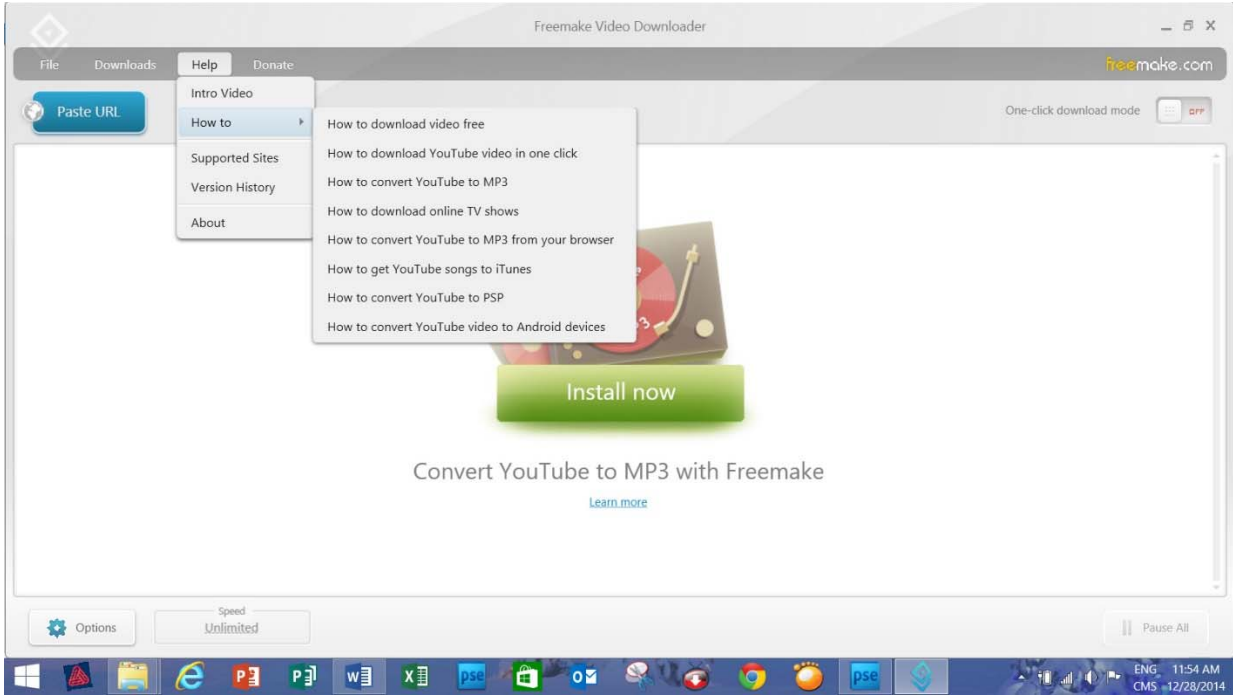 Freemake Video Downloader
File Downloads Help Donate freemake.com
Paste URL
One-click download mode OFF
Intro Video
How to
Supported Sites
Version History
About
How to download video free
How to download YouTube video in one click
How to convert YouTube to MP3
How to download online TV shows
How to convert YouTube to MP3 from your browser
How to get YouTube songs to iTunes
How to convert YouTube to PSP
How to convert YouTube video to Android devices
Install now
Convert YouTube to MP3 with Freemake
Learn more
Options
Speed
Unlimited
Pause All
pse
pse
ENG 11:54 AM
CMS 12/28/2014